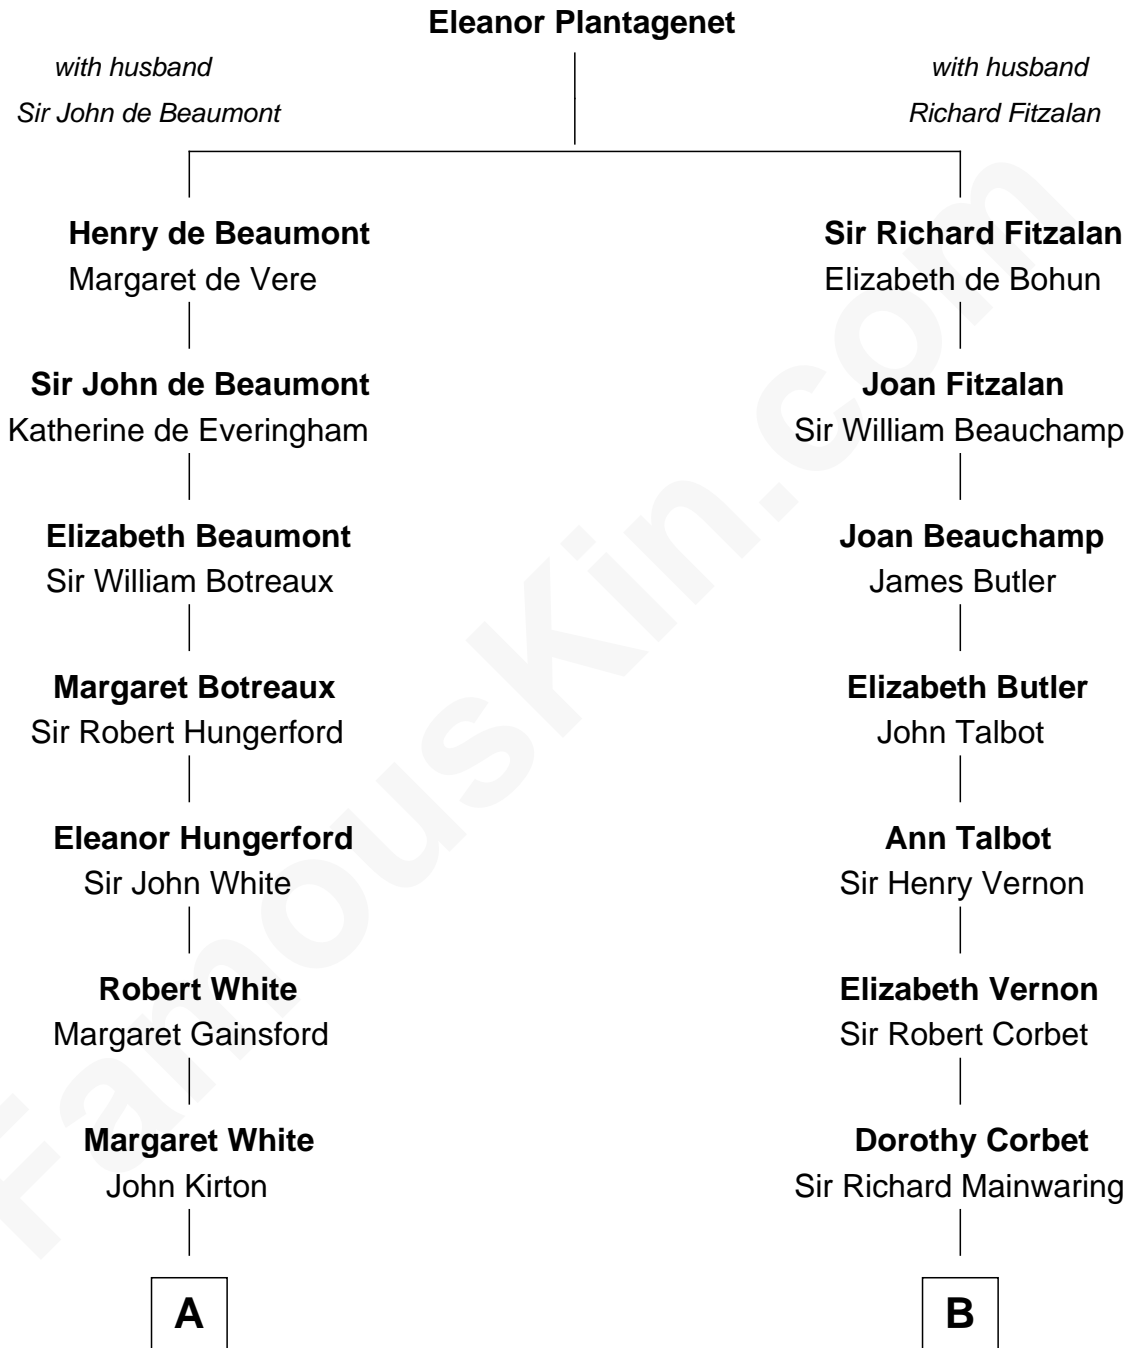 Eleanor Plantagenet
with husband
Sir John de Beaumont
with husband
Richard Fitzalan
Henry de Beaumont
Margaret de Vere
Sir Richard Fitzalan
Elizabeth de Bohun
Sir John de Beaumont
Katherine de Everingham
Joan Fitzalan
Sir William Beauchamp
Elizabeth Beaumont
Sir William Botreaux
Joan Beauchamp
James Butler
Margaret Botreaux
Sir Robert Hungerford
Elizabeth Butler
John Talbot
Eleanor Hungerford
Sir John White
Ann Talbot
Sir Henry Vernon
Robert White
Margaret Gainsford
Elizabeth Vernon
Sir Robert Corbet
Margaret White
John Kirton
Dorothy Corbet
Sir Richard Mainwaring
A
B
FamousKin.com